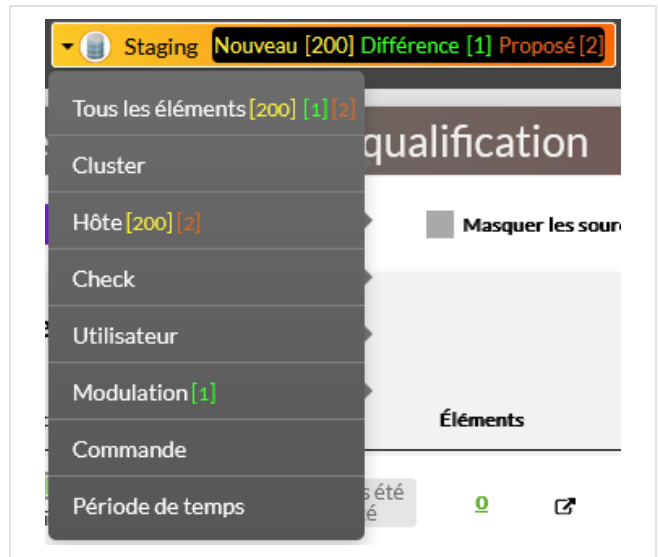 Staging Nouveau [200] Différence [1] Proposé [2]
Tous les éléments [200] [1] [2]
qualification
Cluster
Hôte [200] [2]
Masquer les sour
Check
Utilisateur
Modulation [1]
Éléments
Commande
Période de temps
s été
é
0